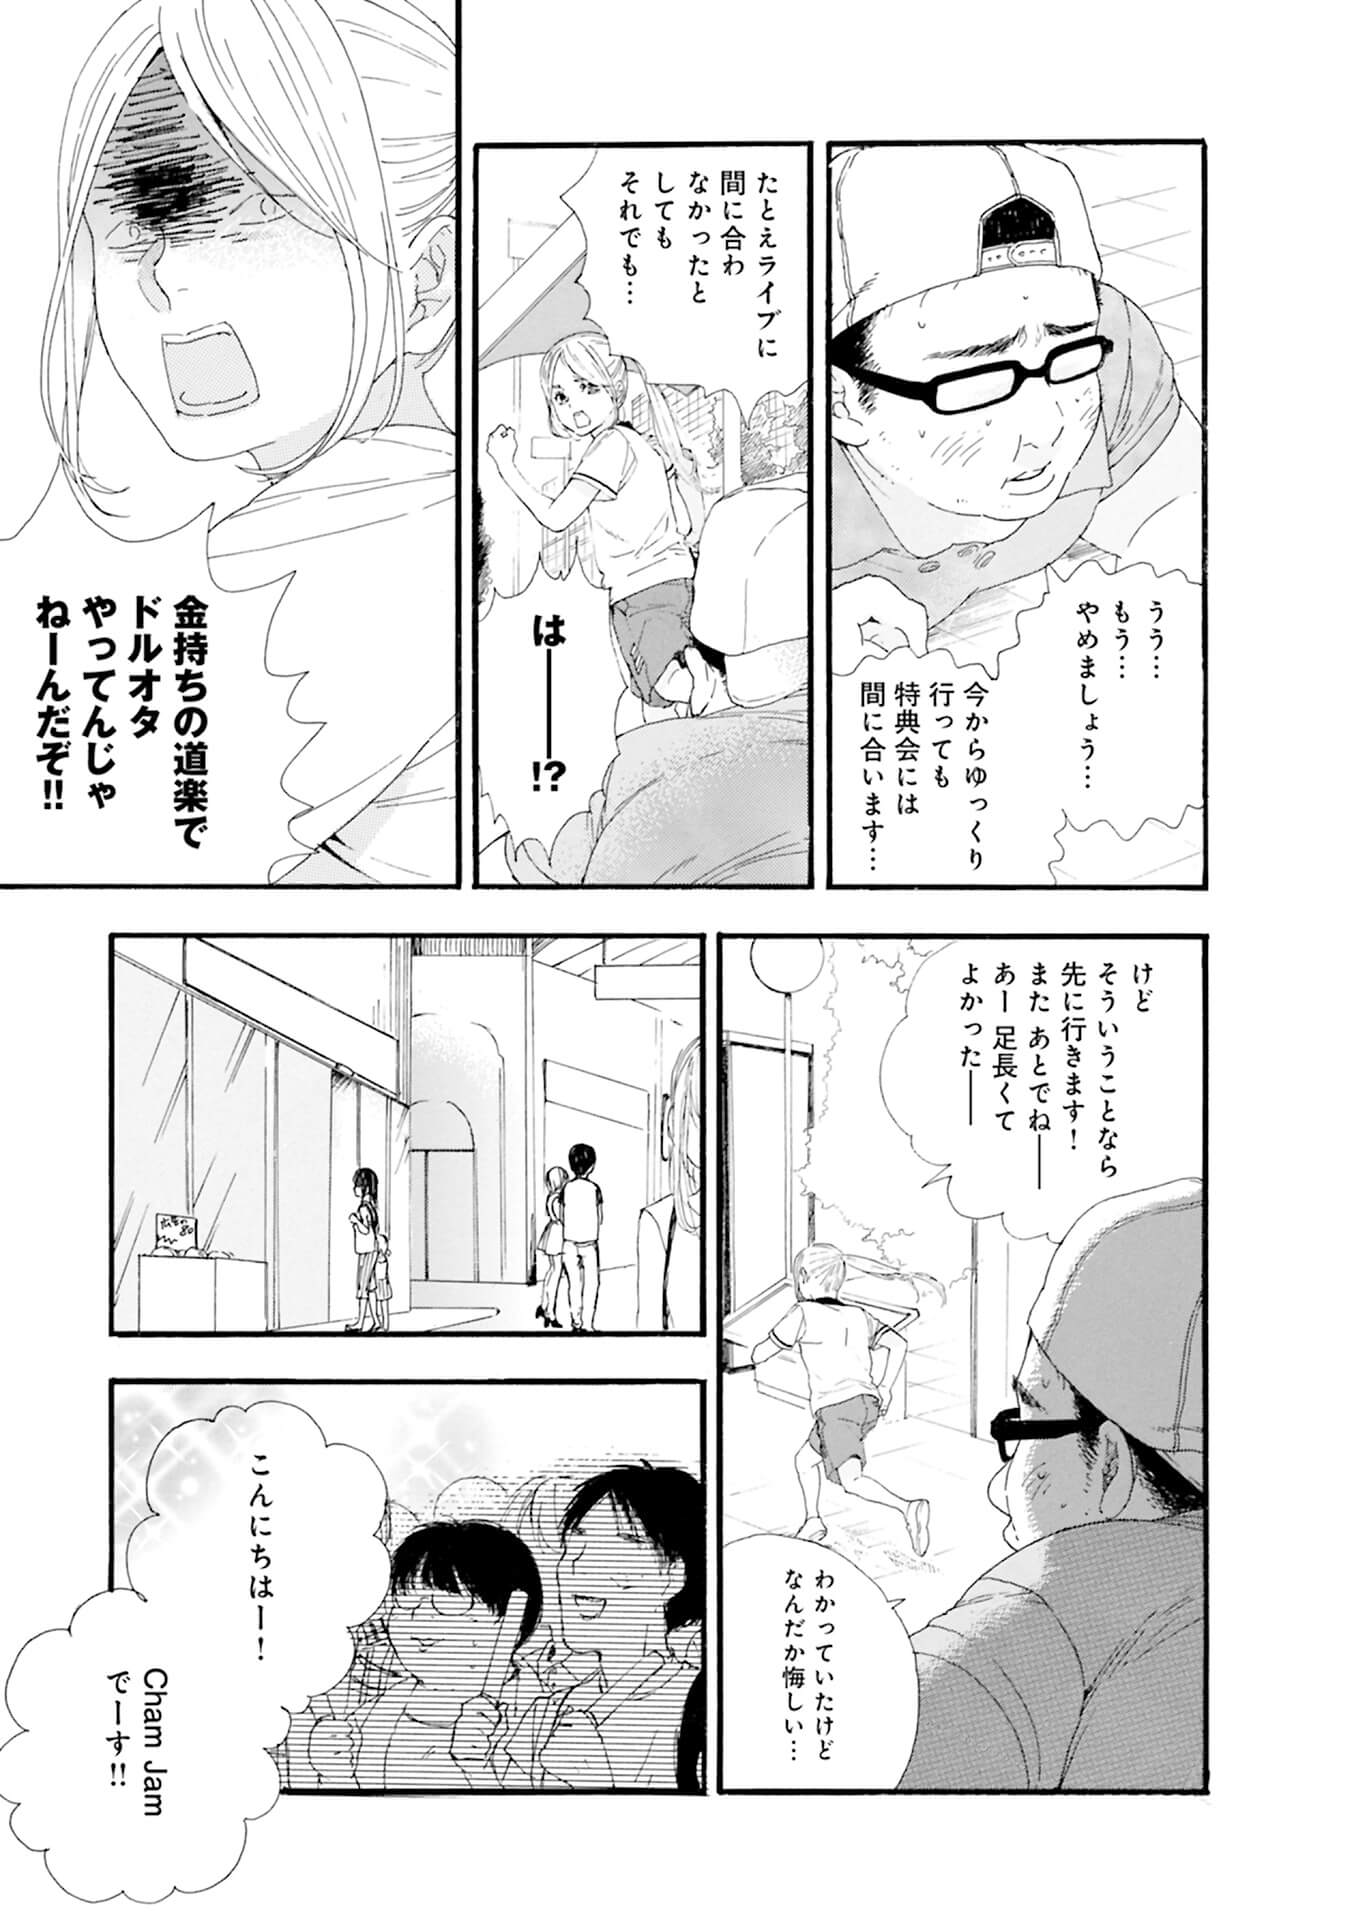 うう…
もう…
やめましょう…
今からゆっくり
行っても
特典会には
間に合います…
たとえライブに
間に合わ
なかったと
しても
それでも…
は――!?
金持ちの道楽で
ドルオタ
やってんじゃ
ねーんだぞ!!
けど
そういうことなら
先に行きます!
また あとでね――
あー 足長くて
よかった――
わかっていたけど
なんだか悔しい…
こんにちはー!
Cham Jam
でーす!!